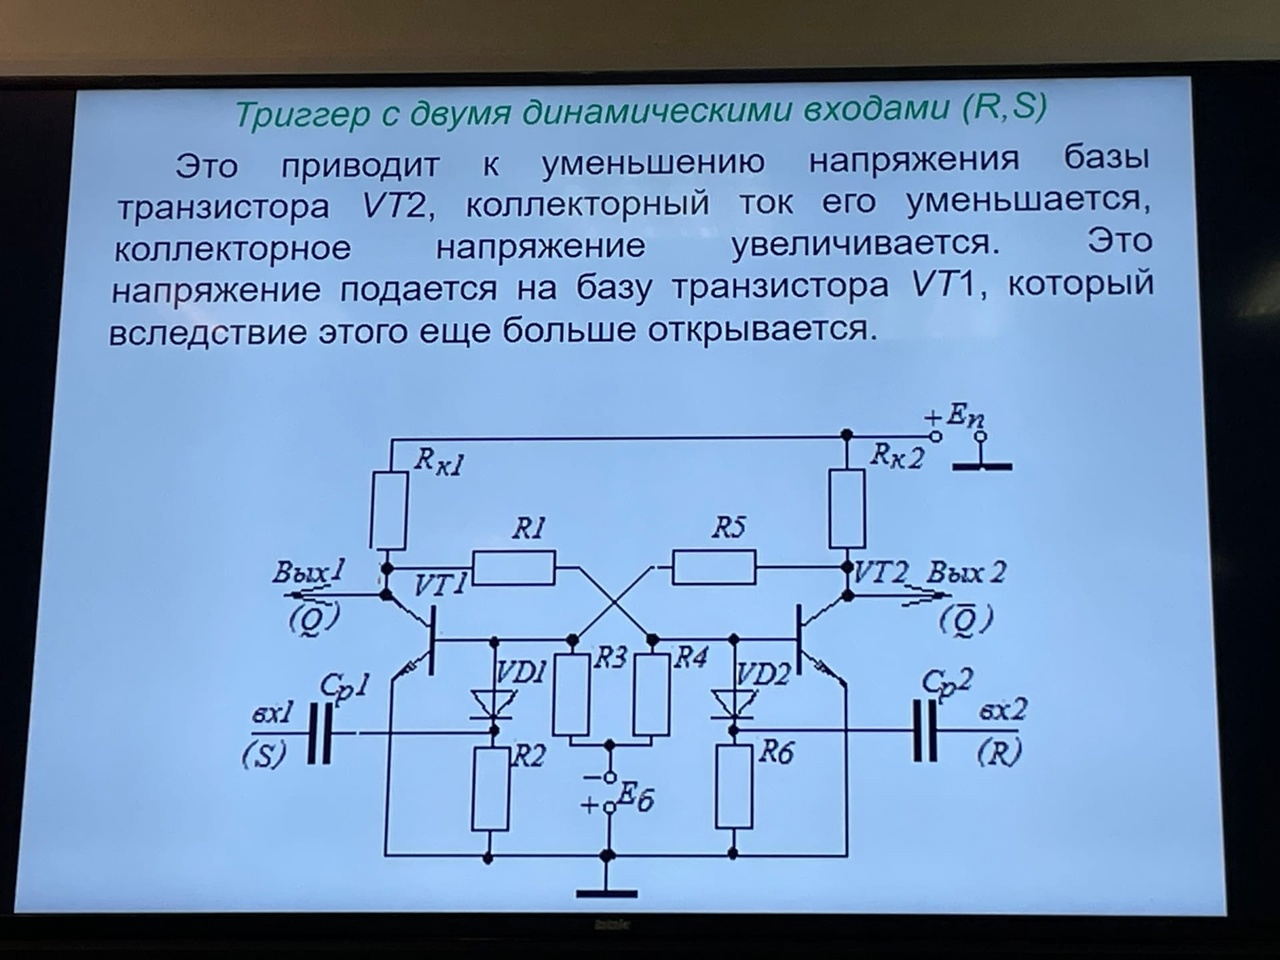 Триггер с двумя динамическими входами (R,S)
Это приводит к уменьшению напряжения базы
транзистора VT2, коллекторный ток его уменьшается,
коллекторное напряжение увеличивается. Это
напряжение подается на базу транзистора VT1, который
вследствие этого еще больше открывается.
+ Eп
Rк1
Rк2
R1
R5
Вых1
VT1
VT2
Вых 2
(Q̄)
(Q̄)
R3
R4
VD1
VD2
Ср1
Ср2
вх1
вх2
(S)
(R)
R2
R6
−
+
Eб